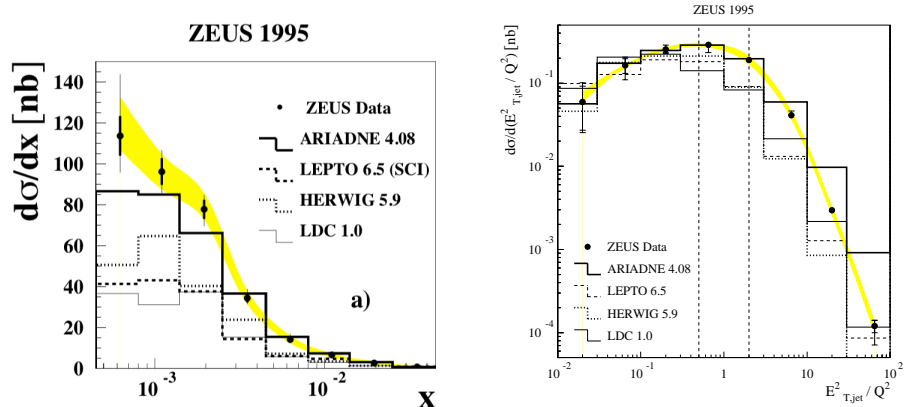 ZEUS 1995
dσ/dx [nb]
140
120
100
80
60
40
20
0
ZEUS Data
ARIADNE 4.08
LEPTO 6.5 (SCI)
HERWIG 5.9
LDC 1.0
a)
10^-3
10^-2
x
ZEUS 1995
dσ/d(E²T,jet / Q²) [nb]
10^-1
10^-2
10^-3
10^-4
ZEUS Data
ARIADNE 4.08
LEPTO 6.5
HERWIG 5.9
LDC 1.0
10^-2
10^-1
1
10
10^2
E²T,jet / Q²